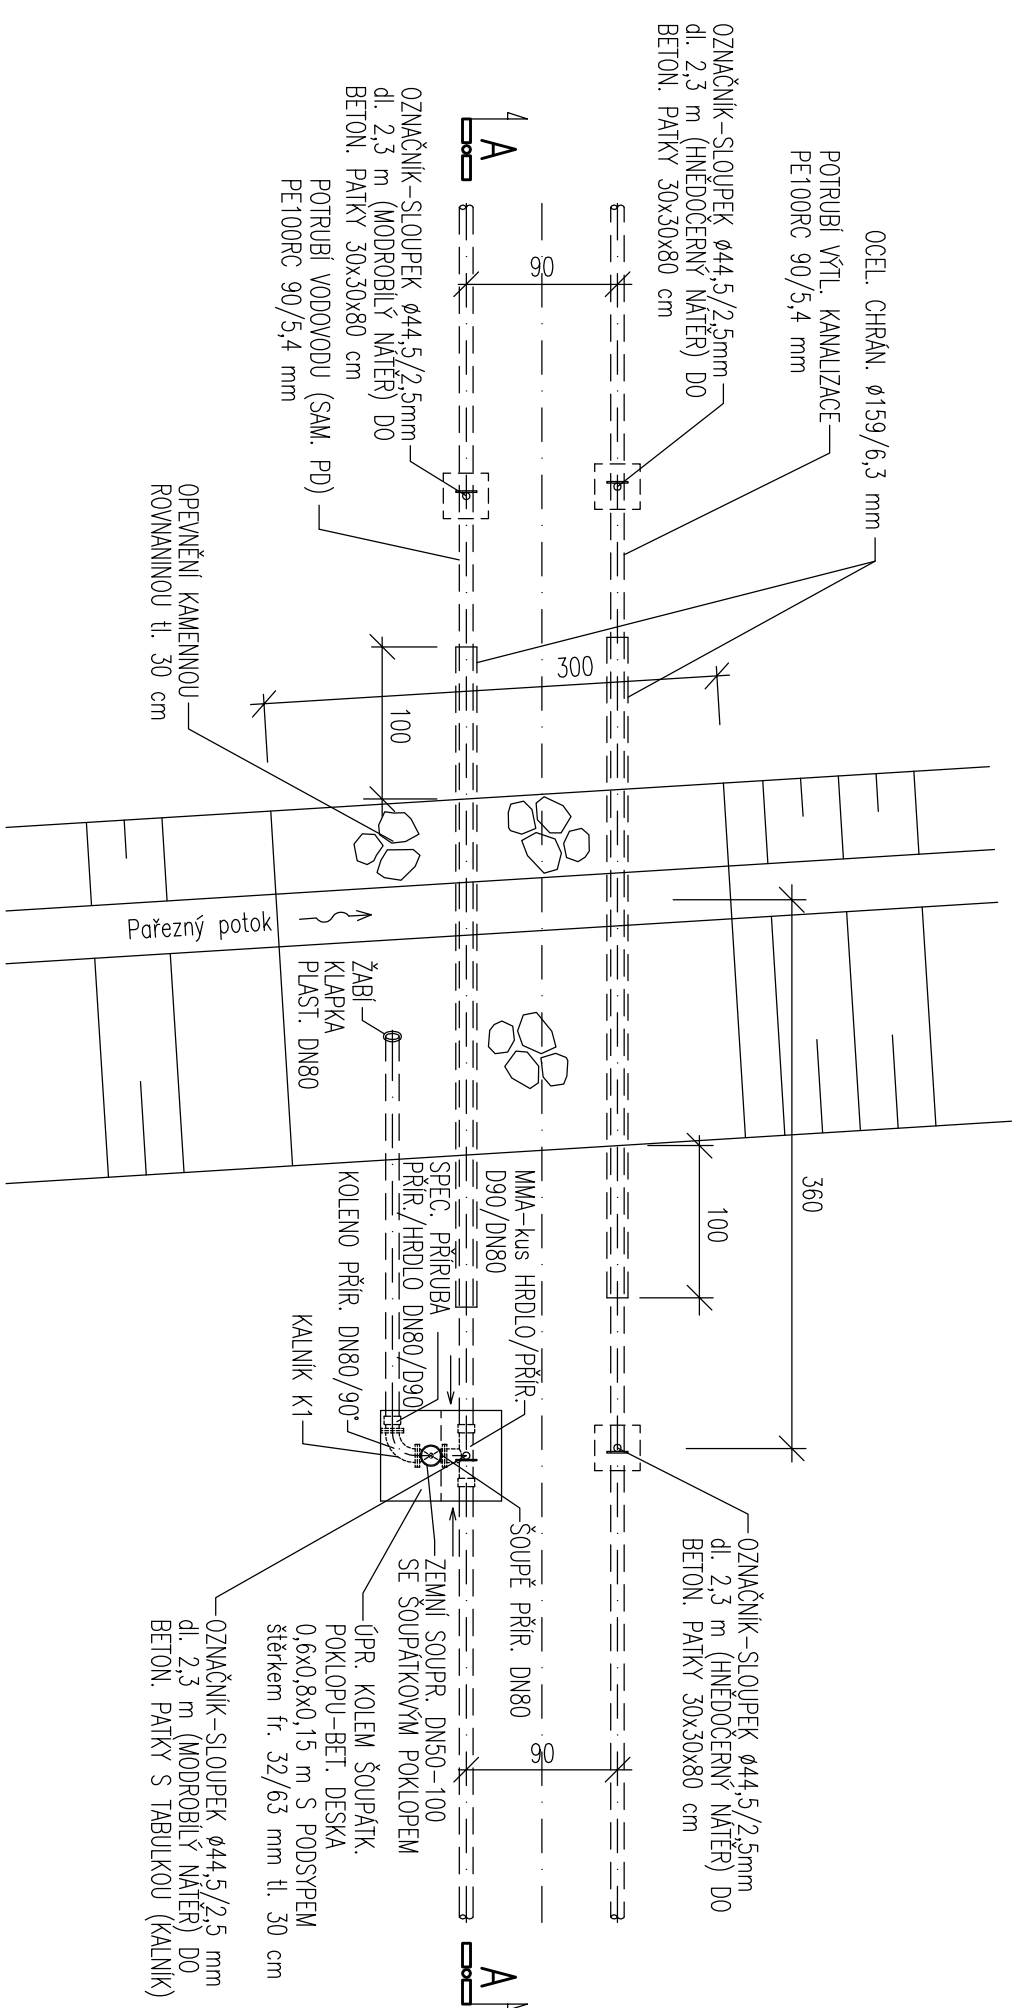 OCEL. CHRÁN. ø159/6,3 mm
POTRUBÍ VÝTL. KANALIZACE
PE100RC 90/5,4 mm
OZNAČNÍK-SLOUPEK ø44,5/2,5mm
dl. 2,3 m (HNĚDOČERNÝ NÁTĚR) DO
BETON. PATKY 30x30x80 cm
A
90
OZNAČNÍK-SLOUPEK ø44,5/2,5mm
dl. 2,3 m (MODROBÍLÝ NÁTĚR) DO
BETON. PATKY 30x30x80 cm
POTRUBÍ VODOVODU (SAM. PD)
PE100RC 90/5,4 mm
OPEVNĚNÍ KAMENNOU
ROVNANINOU tl. 30 cm
300
100
Pařezný potok
ŽABÍ
KLAPKA
PLAST. DN80
360
100
MMA-kus HRDLO/PŘÍR.
D90/DN80
SPEC. PŘÍRUBA
PŘÍR./HRDLO DN80/D90
KOLENO PŘÍR. DN80/90°
KALNÍK K1
OZNAČNÍK-SLOUPEK ø44,5/2,5mm
dl. 2,3 m (HNĚDOČERNÝ NÁTĚR) DO
BETON. PATKY 30x30x80 cm
90
ŠOUPĚ PŘÍR. DN80
ZEMNÍ SOUPR. DN50-100
SE ŠOUPÁTKOVÝM POKLOPEM
ÚPR. KOLEM ŠOUPÁTK.
POKLOPU-BET. DESKA
0,6x0,8x0,15 m S PODSYPEM
štěrkem fr. 32/63 mm tl. 30 cm
OZNAČNÍK-SLOUPEK ø44,5/2,5 mm
dl. 2,3 m (MODROBÍLÝ NÁTĚR) DO
BETON. PATKY S TABULKOU (KALNÍK)
A